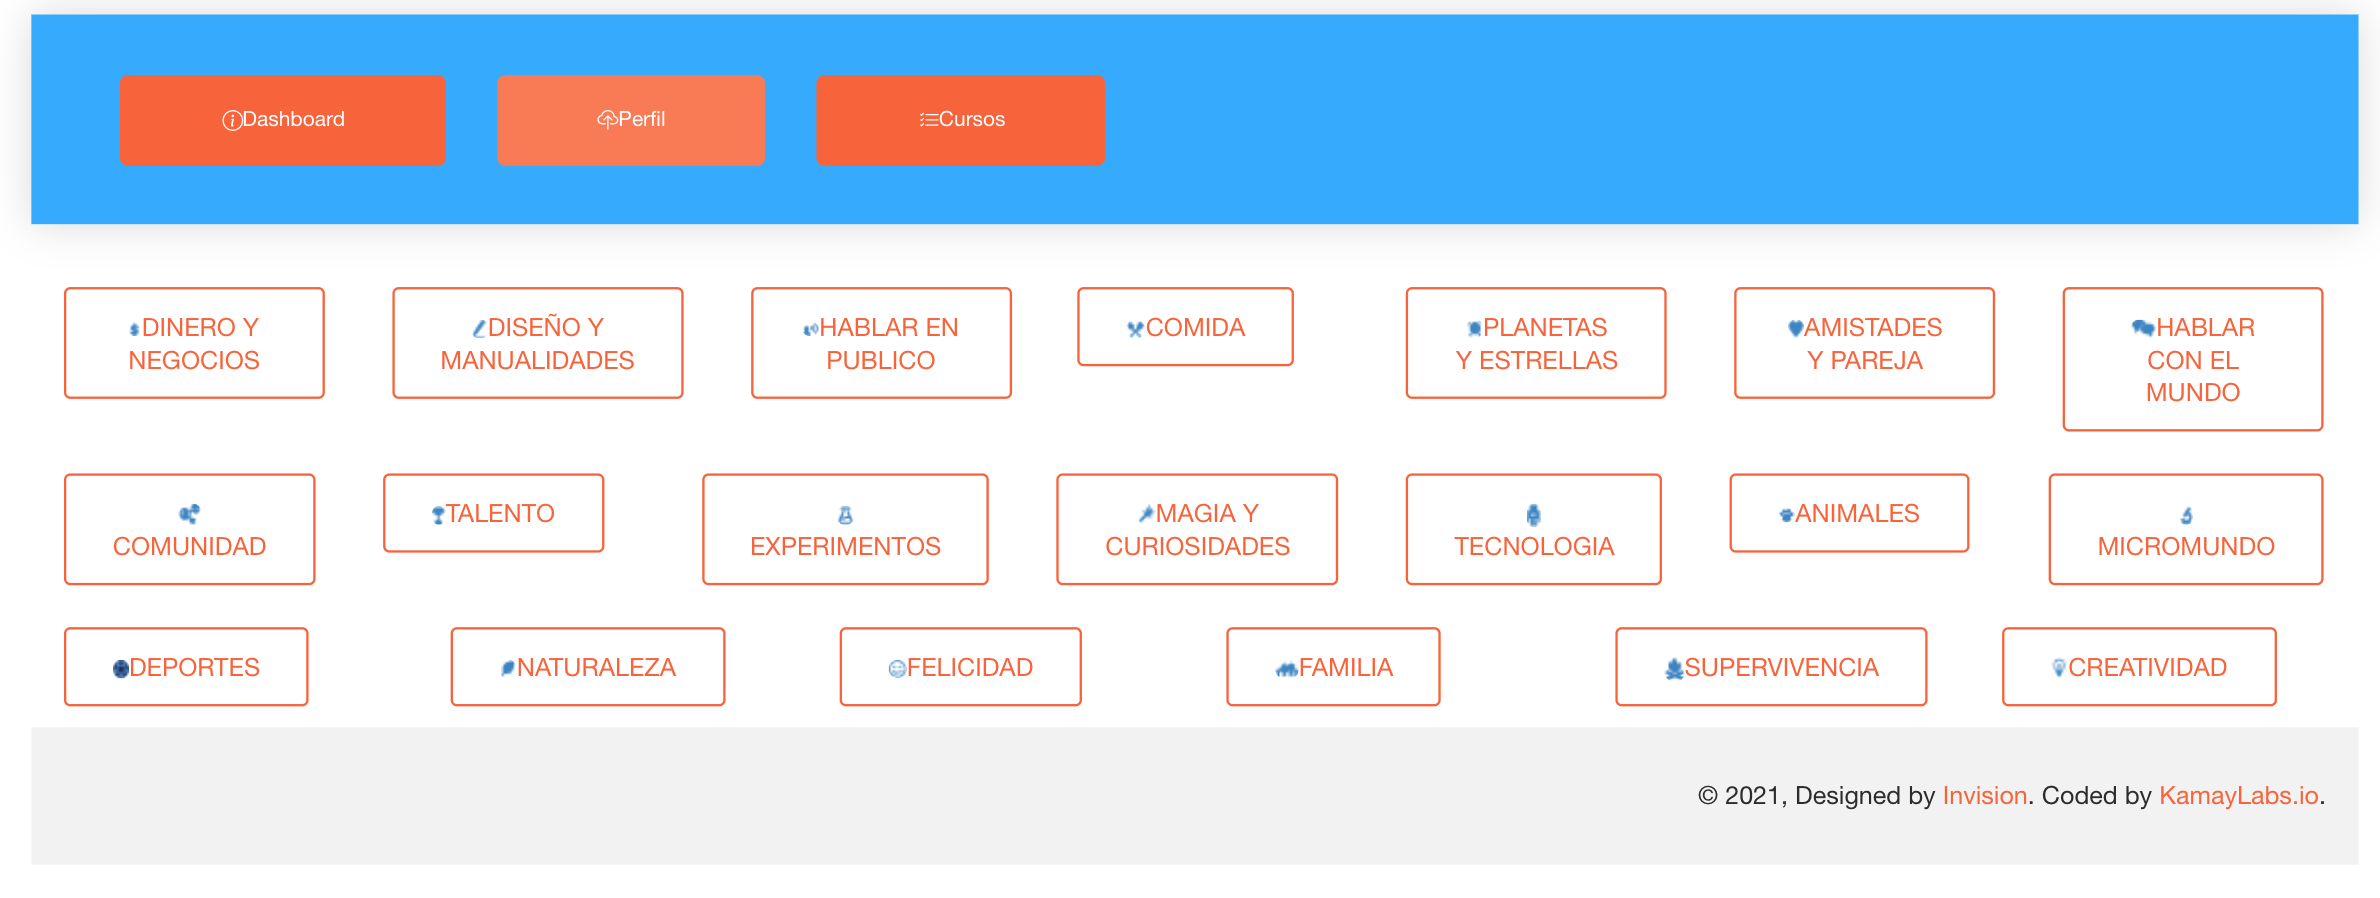 Dashboard Perfil Cursos
DINERO Y
NEGOCIOS
DISEÑO Y
MANUALIDADES
HABLAR EN
PUBLICO
COMIDA
PLANETAS
Y ESTRELLAS
AMISTADES
Y PAREJA
HABLAR
CON EL
MUNDO
COMUNIDAD
TALENTO
EXPERIMENTOS
MAGIA Y
CURIOSIDADES
TECNOLOGIA
ANIMALES
MICROMUNDO
DEPORTES
NATURALEZA
FELICIDAD
FAMILIA
SUPERVIVENCIA
CREATIVIDAD
© 2021, Designed by Invision. Coded by KamayLabs.io.